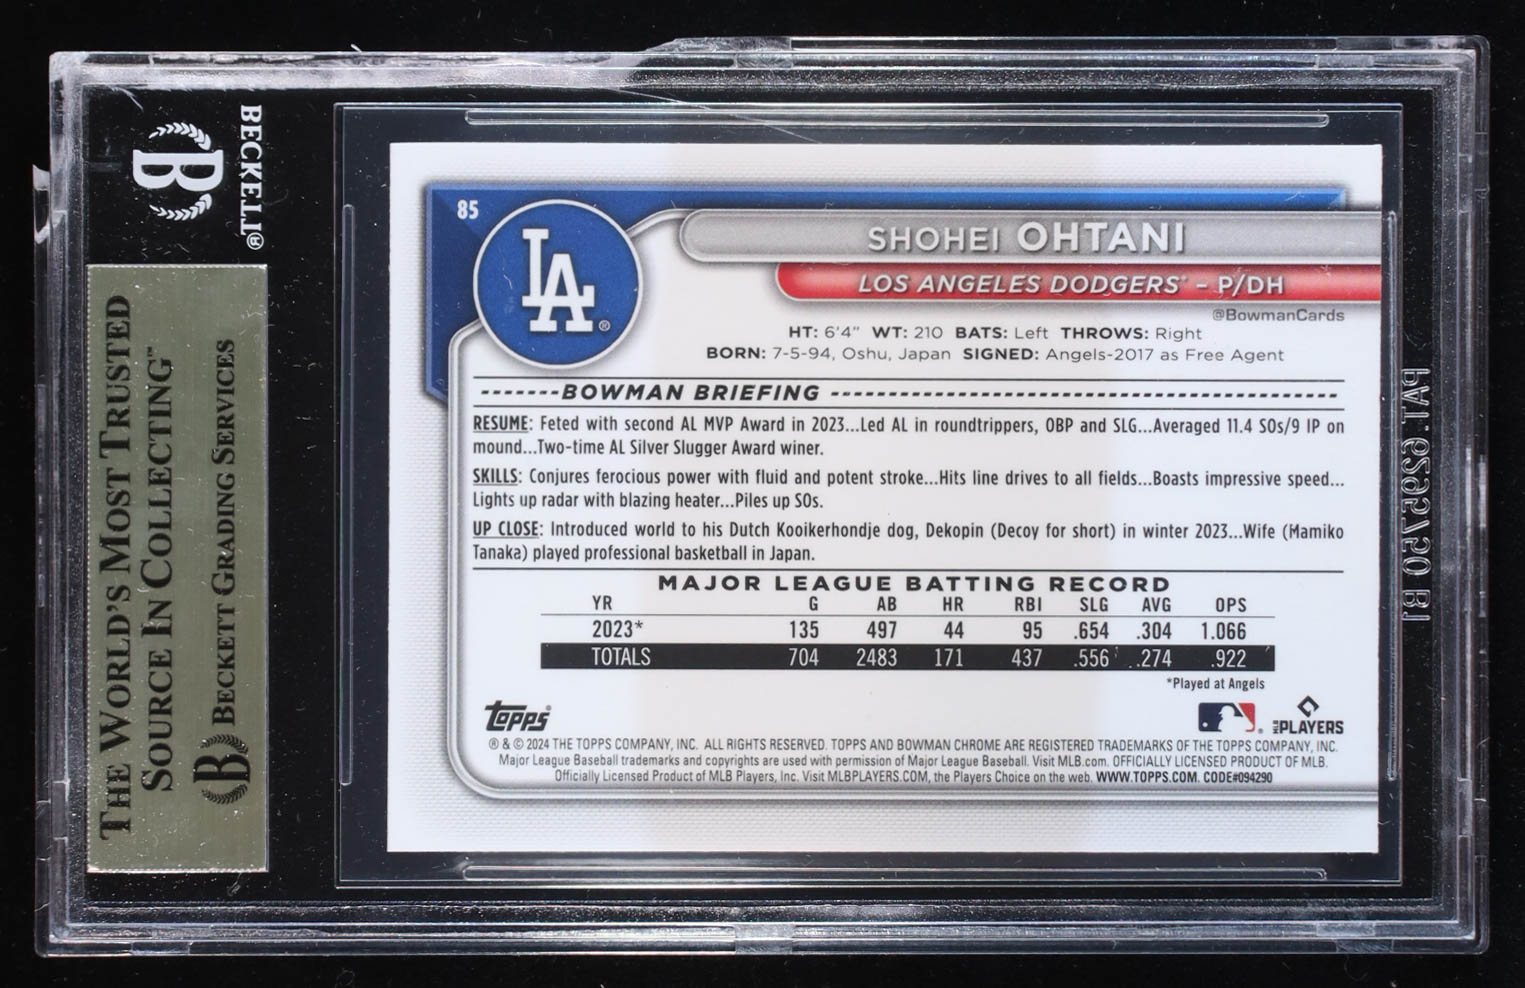 BECKETT®
B
THE WORLD'S MOST TRUSTED
SOURCE IN COLLECTING™
B BECKETT GRADING SERVICES
85
LA®
SHOHEI OHTANI
LOS ANGELES DODGERS® – P/DH
@BowmanCards
HT: 6'4" WT: 210 BATS: Left THROWS: Right
BORN: 7-5-94, Oshu, Japan SIGNED: Angels-2017 as Free Agent
BOWMAN BRIEFING
RESUME: Feted with second AL MVP Award in 2023...Led AL in roundtrippers, OBP and SLG...Averaged 11.4 SOs/9 IP on
mound...Two-time AL Silver Slugger Award winer.
SKILLS: Conjures ferocious power with fluid and potent stroke...Hits line drives to all fields...Boasts impressive speed...
Lights up radar with blazing heater...Piles up SOs.
UP CLOSE: Introduced world to his Dutch Kooikerhondje dog, Dekopin (Decoy for short) in winter 2023...Wife (Mamiko
Tanaka) played professional basketball in Japan.
MAJOR LEAGUE BATTING RECORD
YR G AB HR RBI SLG AVG OPS
2023* 135 497 44 95 .654 .304 1.066
TOTALS 704 2483 171 437 .556 .274 .922
*Played at Angels
Topps®
MLB PLAYERS
® & © 2024 THE TOPPS COMPANY, INC. ALL RIGHTS RESERVED. TOPPS AND BOWMAN CHROME ARE REGISTERED TRADEMARKS OF THE TOPPS COMPANY, INC.
Major League Baseball trademarks and copyrights are used with permission of Major League Baseball. Visit MLB.com. OFFICIALLY LICENSED PRODUCT OF MLB.
Officially Licensed Product of MLB Players, Inc. Visit MLBPLAYERS.COM, the Players Choice on the web. WWW.TOPPS.COM. CODE#094290
PAT.6295750 B1